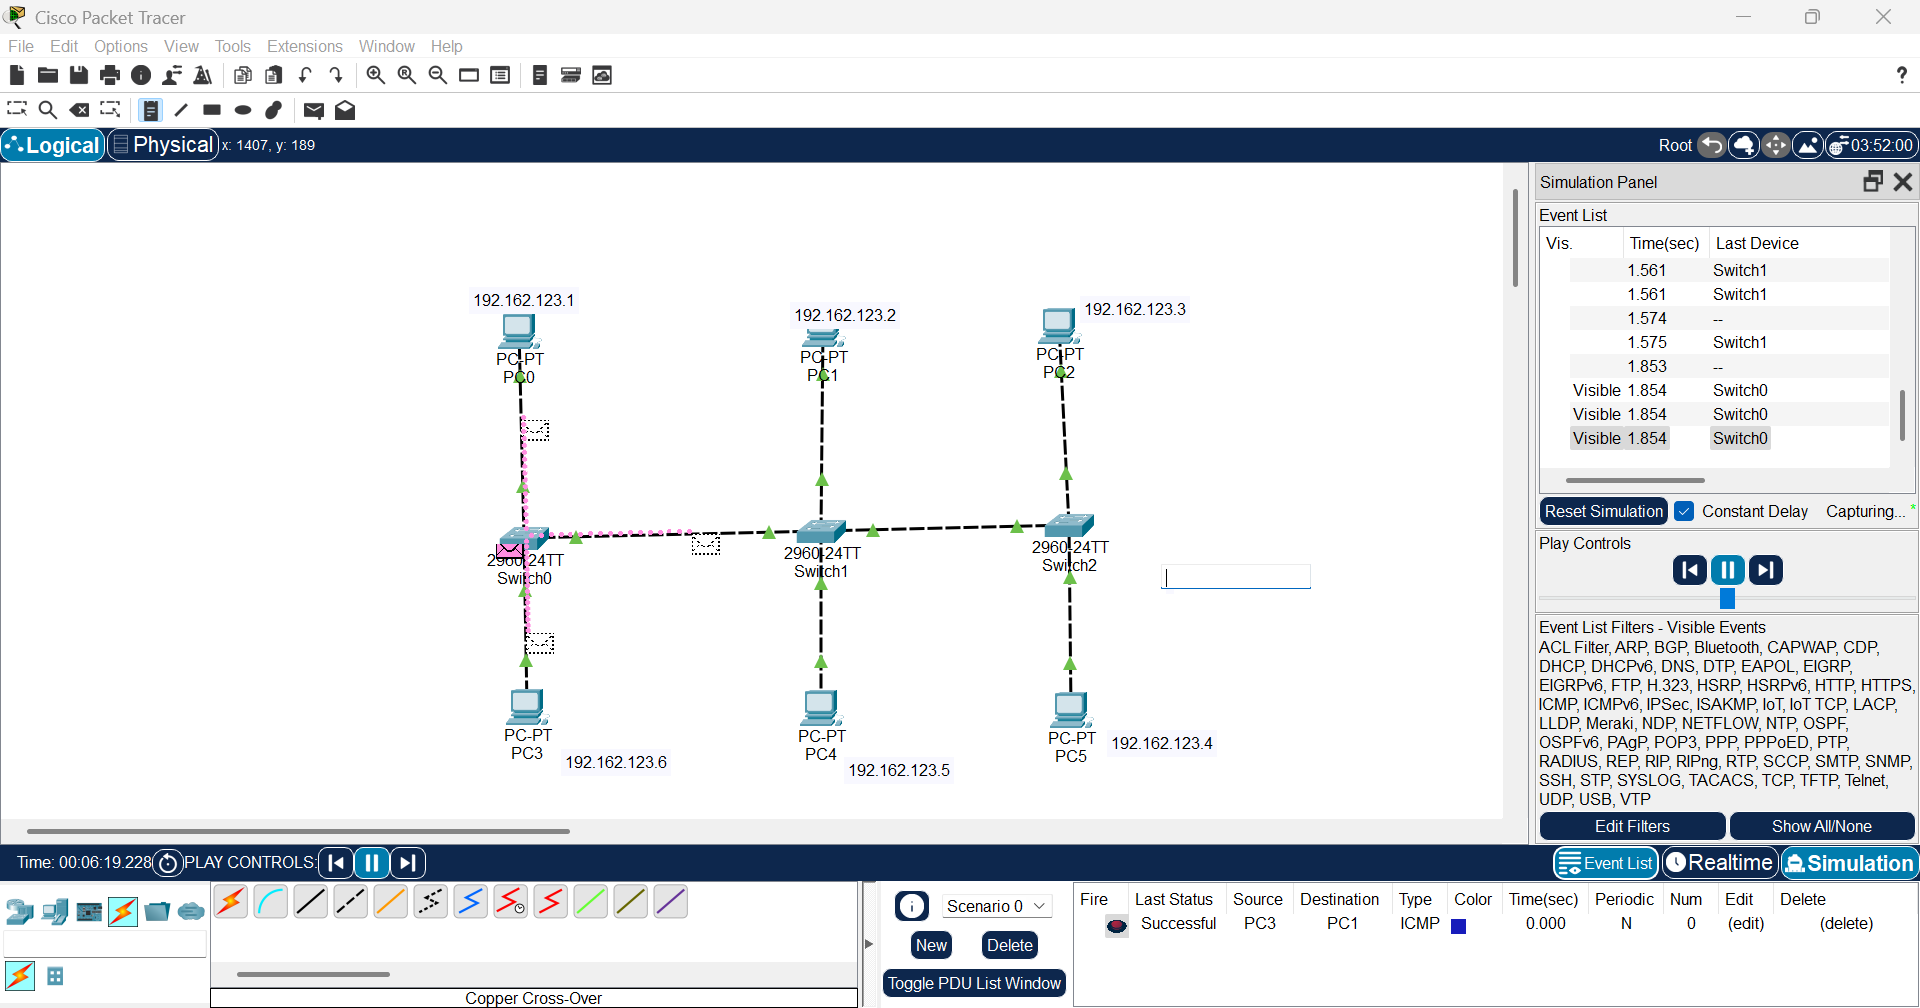 Cisco Packet Tracer
File Edit Options View Tools Extensions Window Help
Logical Physical x: 1407, y: 189 Root 03:52:00
Simulation Panel
Event List
Vis. Time(sec) Last Device
1.561 Switch1
1.561 Switch1
1.574 --
1.575 Switch1
1.853 --
Visible 1.854 Switch0
Visible 1.854 Switch0
Visible 1.854 Switch0
Reset Simulation Constant Delay Capturing... *
Play Controls
Event List Filters - Visible Events
ACL Filter, ARP, BGP, Bluetooth, CAPWAP, CDP,
DHCP, DHCPv6, DNS, DTP, EAPOL, EIGRP,
EIGRPv6, FTP, H.323, HSRP, HSRPv6, HTTP, HTTPS,
ICMP, ICMPv6, IPSec, ISAKMP, IoT, IoT TCP, LACP,
LLDP, Meraki, NDP, NETFLOW, NTP, OSPF,
OSPFv6, PAgP, POP3, PPP, PPPoED, PTP,
RADIUS, REP, RIP, RIPng, RTP, SCCP, SMTP, SNMP,
SSH, STP, SYSLOG, TACACS, TCP, TFTP, Telnet,
UDP, USB, VTP
Edit Filters Show All/None
192.162.123.1
PC-PT
PC0
192.162.123.2
PC-PT
PC1
192.162.123.3
PC-PT
PC2
2960-24TT
Switch0
2960-24TT
Switch1
2960-24TT
Switch2
PC-PT
PC3
192.162.123.6
PC-PT
PC4
192.162.123.5
PC-PT
PC5
192.162.123.4
Time: 00:06:19.228 PLAY CONTROLS: Event List Realtime Simulation
Copper Cross-Over
Scenario 0
New Delete
Toggle PDU List Window
Fire Last Status Source Destination Type Color Time(sec) Periodic Num Edit Delete
Successful PC3 PC1 ICMP 0.000 N 0 (edit) (delete)